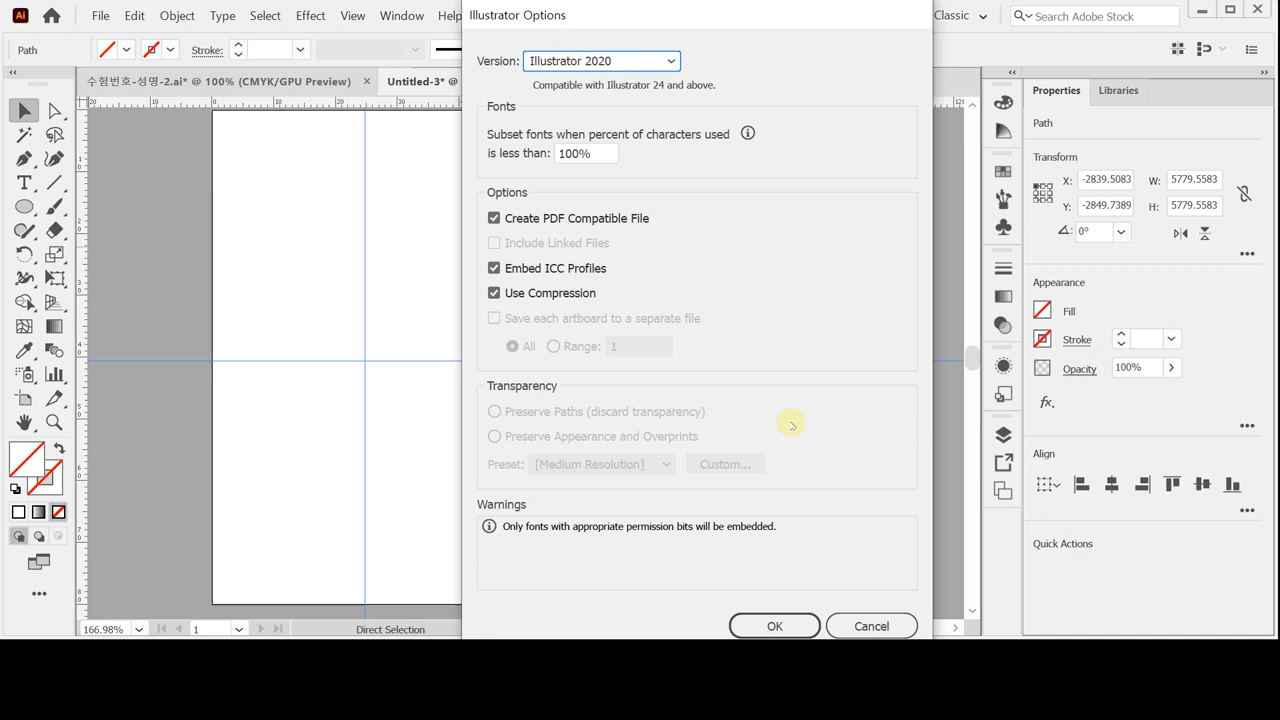 Ai File Edit Object Type Select Effect View Window
Illustrator Options
Classic
Search Adobe Stock
Path
Stroke:
수험번호-성명-2.ai* @ 100% (CMYK/GPU Preview)
Untitled-3* @
Version: Illustrator 2020
Compatible with Illustrator 24 and above.
Fonts
Subset fonts when percent of characters used
is less than: 100%
Options
Create PDF Compatible File
Include Linked Files
Embed ICC Profiles
Use Compression
Save each artboard to a separate file
All Range: 1
Transparency
Preserve Paths (discard transparency)
Preserve Appearance and Overprints
Preset: [Medium Resolution] Custom...
Warnings
Only fonts with appropriate permission bits will be embedded.
OK Cancel
Properties Libraries
Path
Transform
X: -2839.5083 W: 5779.5583
Y: -2849.7389 H: 5779.5583
0°
Appearance
Fill
Stroke
Opacity 100%
fx.
Align
Quick Actions
166.98% 1 Direct Selection